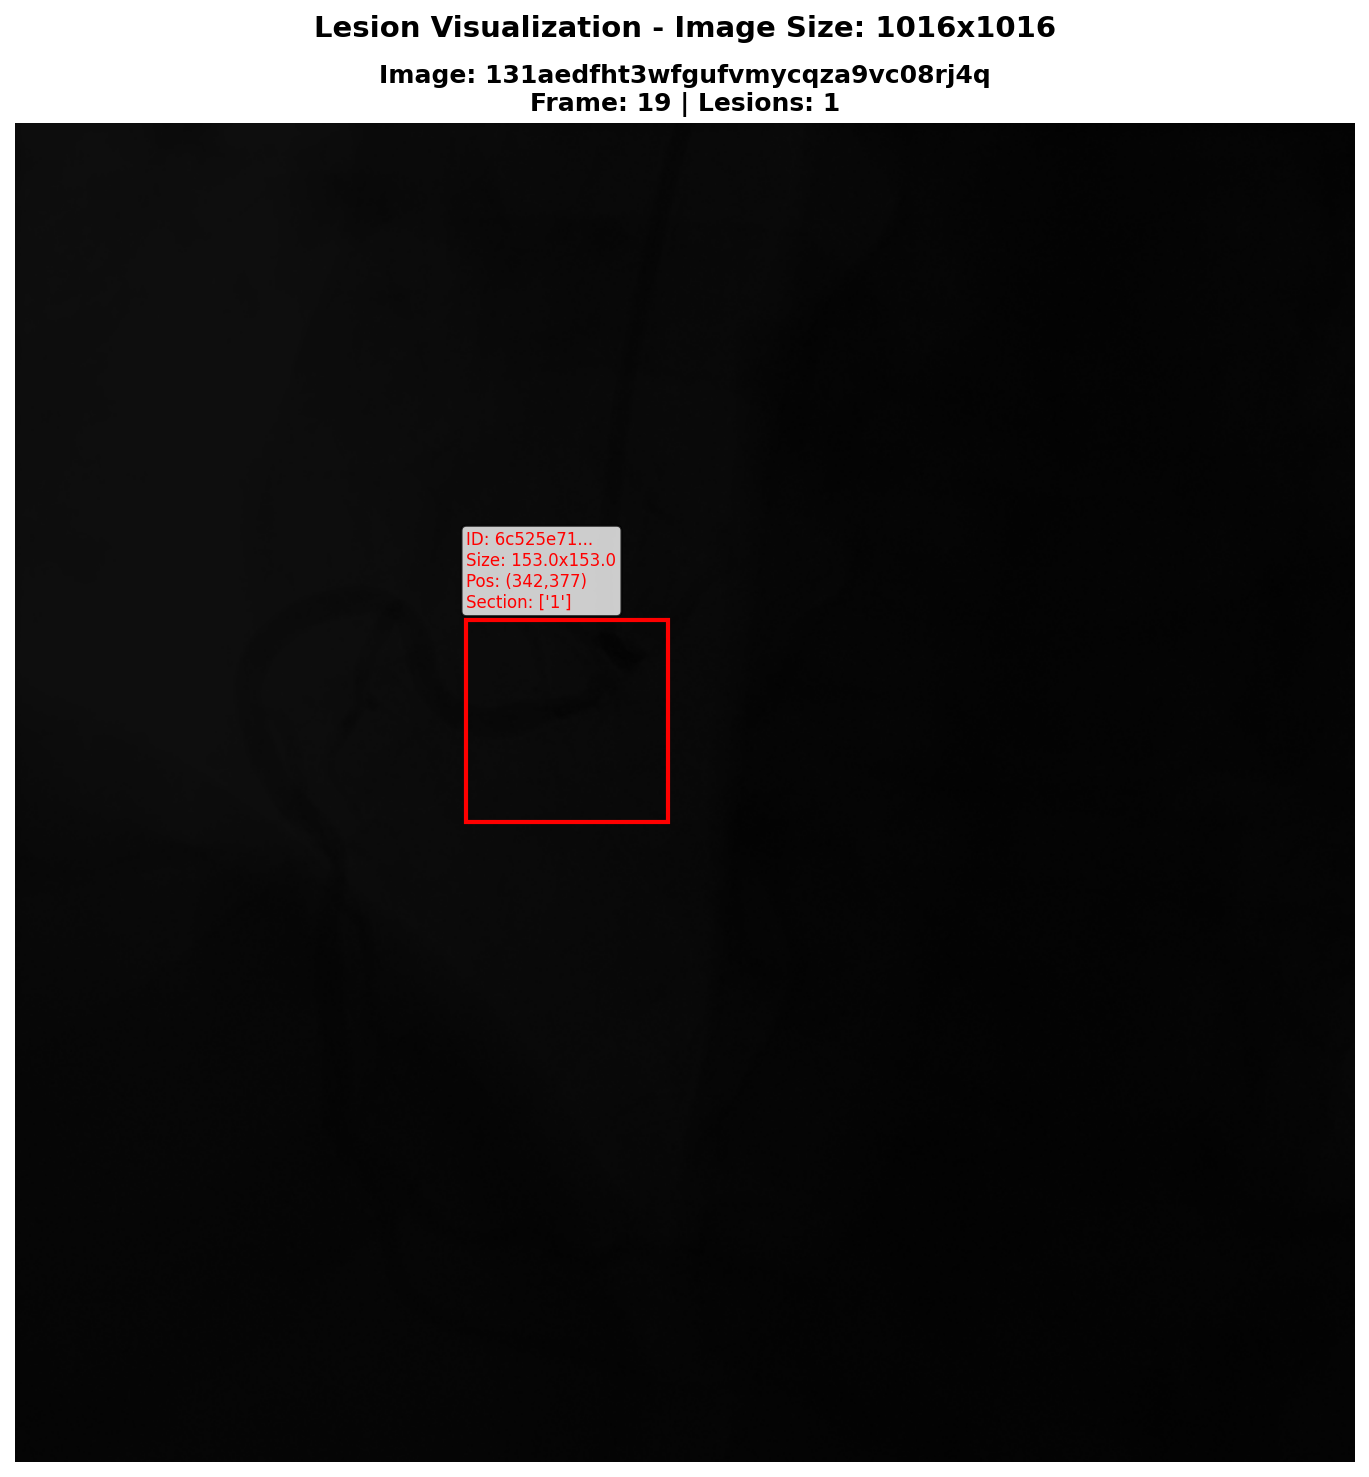 Lesion Visualization - Image Size: 1016x1016
Image: 131aedfht3wfgufvmycqza9vc08rj4q
Frame: 19 | Lesions: 1
ID: 6c525e71...
Size: 153.0x153.0
Pos: (342,377)
Section: ['1']